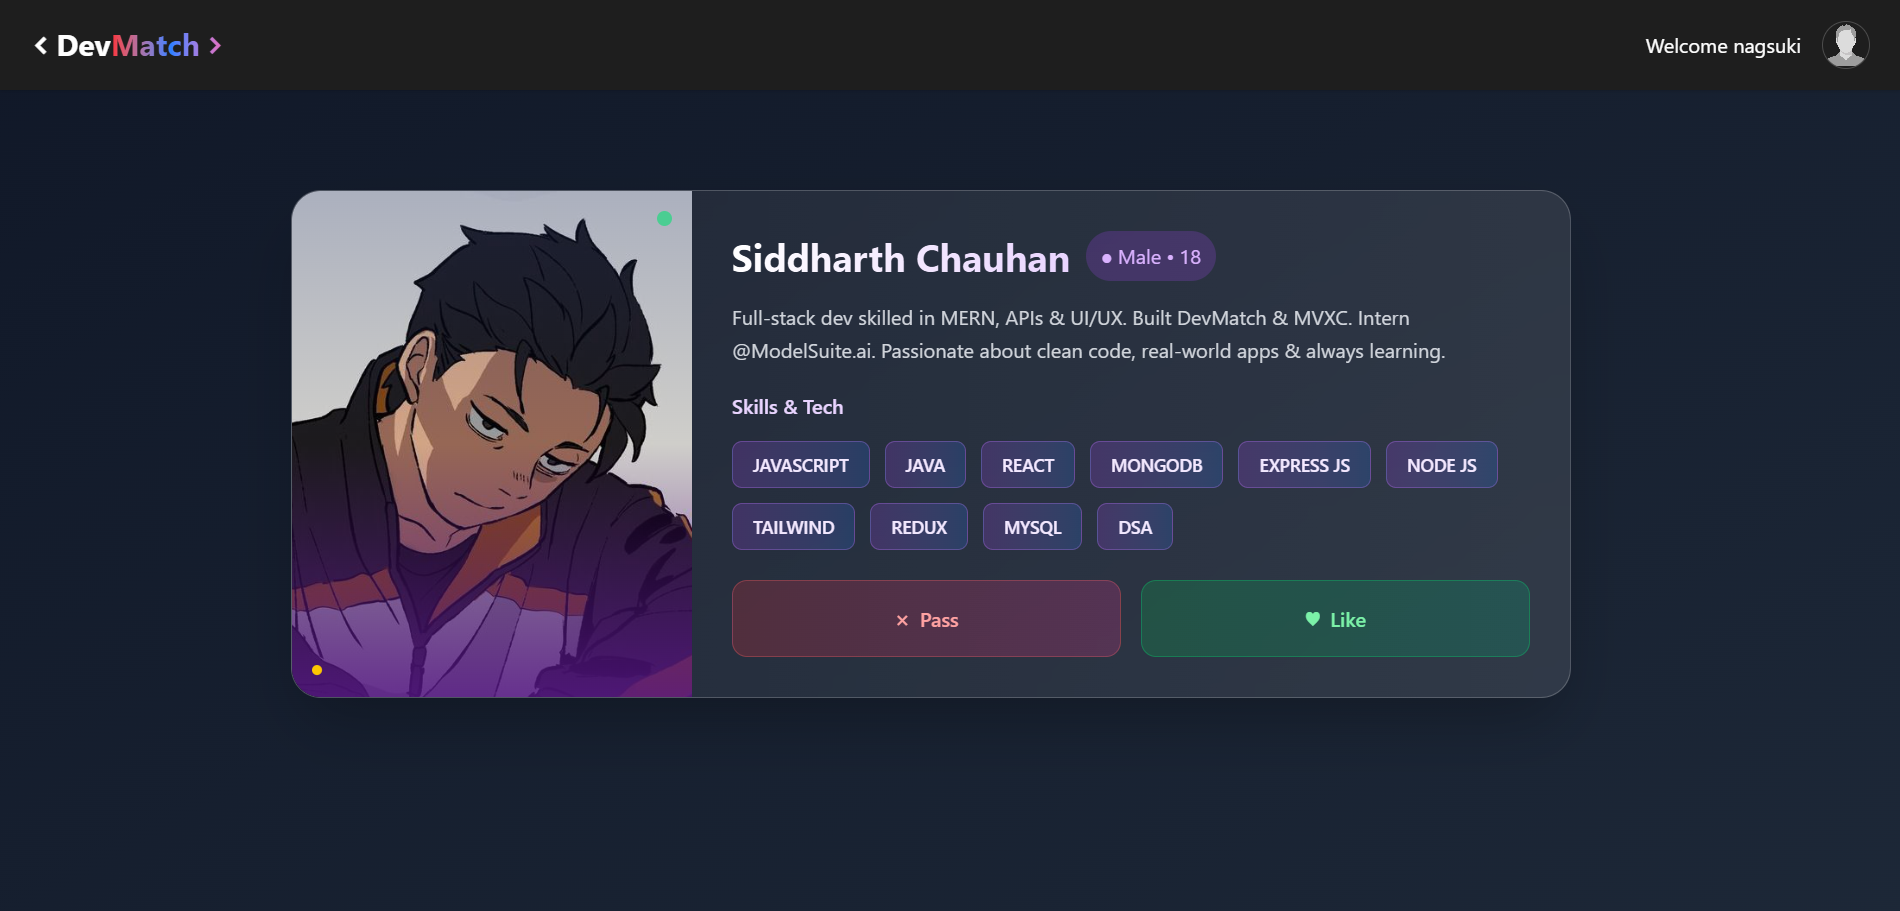 DevMatch
Welcome nagsuki
Siddharth Chauhan
Male • 18
Full-stack dev skilled in MERN, APIs & UI/UX. Built DevMatch & MVXC. Intern
@ModelSuite.ai. Passionate about clean code, real-world apps & always learning.
Skills & Tech
JAVASCRIPT JAVA REACT MONGODB EXPRESS JS NODE JS
TAILWIND REDUX MYSQL DSA
Pass
Like